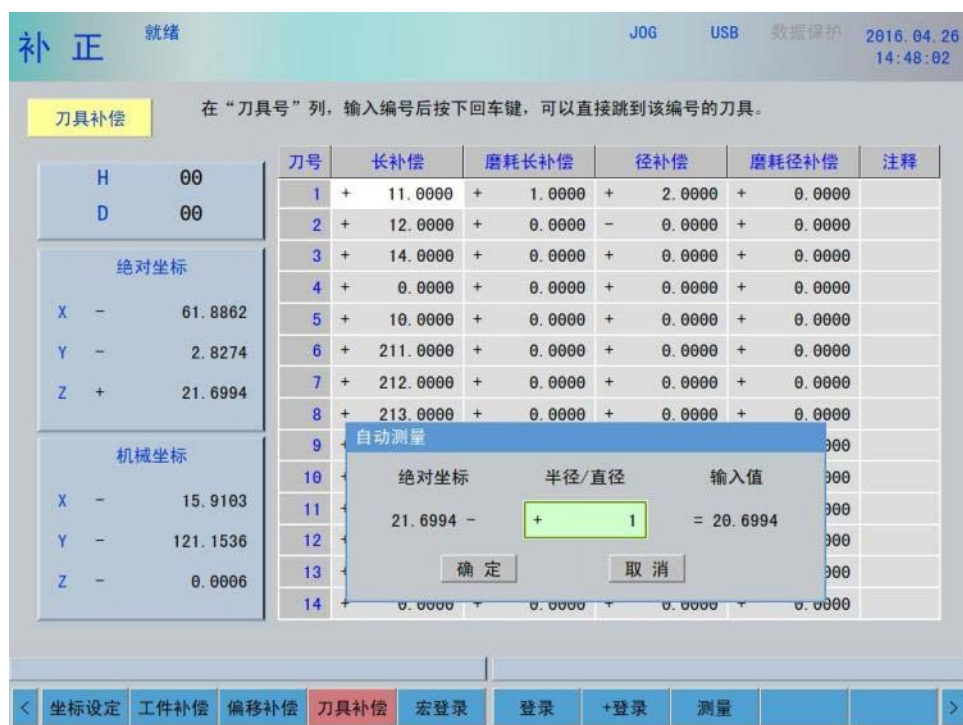 补 正 就绪 JOG USB 数据保护 2016.04.26
14:48:02
刀具补偿
在“刀具号”列，输入编号后按下回车键，可以直接跳到该编号的刀具。
H 00
D 00
绝对坐标
X - 61.8862
Y - 2.8274
Z + 21.6994
机械坐标
X - 15.9103
Y - 121.1536
Z - 0.0006
刀号 长补偿 磨耗长补偿 径补偿 磨耗径补偿 注释
1 + 11.0000 + 1.0000 + 2.0000 + 0.0000
2 + 12.0000 + 0.0000 - 0.0000 + 0.0000
3 + 14.0000 + 0.0000 + 0.0000 + 0.0000
4 + 0.0000 + 0.0000 + 0.0000 + 0.0000
5 + 10.0000 + 0.0000 + 0.0000 + 0.0000
6 + 211.0000 + 0.0000 + 0.0000 + 0.0000
7 + 212.0000 + 0.0000 + 0.0000 + 0.0000
8 + 213.0000 + 0.0000 + 0.0000 + 0.0000
9
10
11
12
13
14 + 0.0000 + 0.0000 + 0.0000 + 0.0000
自动测量
绝对坐标 半径/直径 输入值
21.6994 - + 1 = 20.6994
确 定 取 消
< 坐标设定 工件补偿 偏移补偿 刀具补偿 宏登录 登录 +登录 测量 >